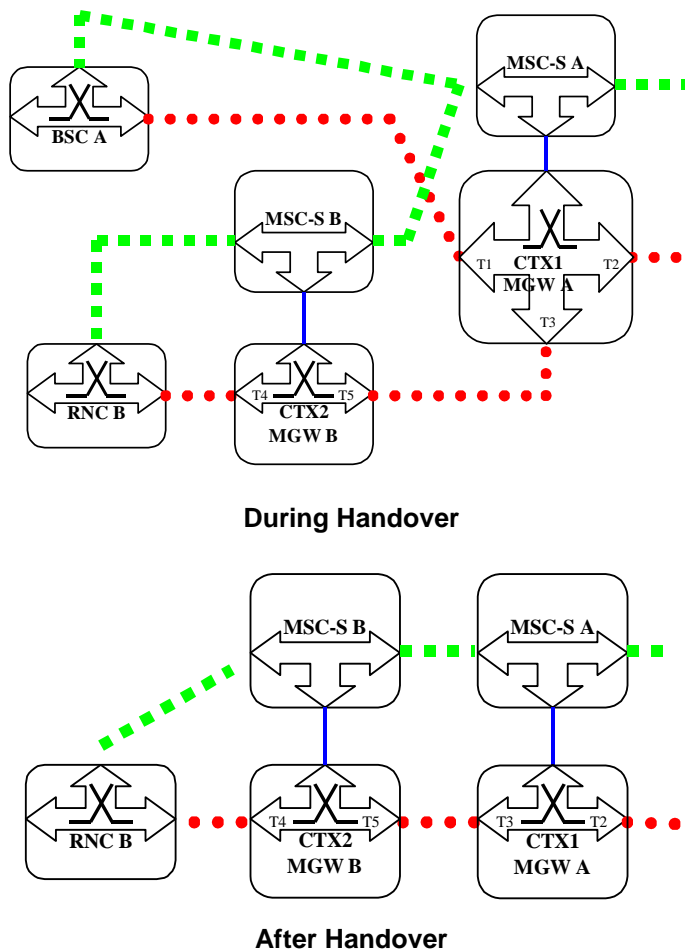 MSC-S A
BSC A
MSC-S B
T1
CTX1
T2
MGW A
T3
RNC B
T4
T5
CTX2
MGW B
During Handover
MSC-S B
MSC-S A
RNC B
T4
T5
CTX2
MGW B
T3
T2
CTX1
MGW A
After Handover